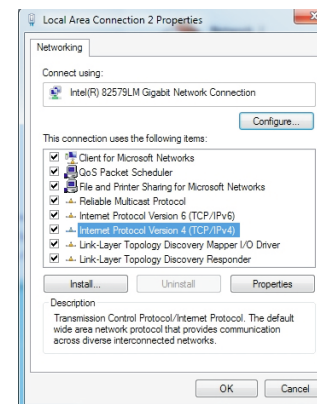 Local Area Connection 2 Properties
Networking
Connect using:
Intel(R) 82579LM Gigabit Network Connection
Configure...
This connection uses the following items:
Client for Microsoft Networks
QoS Packet Scheduler
File and Printer Sharing for Microsoft Networks
Reliable Multicast Protocol
Internet Protocol Version 6 (TCP/IPv6)
Internet Protocol Version 4 (TCP/IPv4)
Link-Layer Topology Discovery Mapper I/O Driver
Link-Layer Topology Discovery Responder
Install... Uninstall Properties
Description
Transmission Control Protocol/Internet Protocol. The default
wide area network protocol that provides communication
across diverse interconnected networks.
OK Cancel